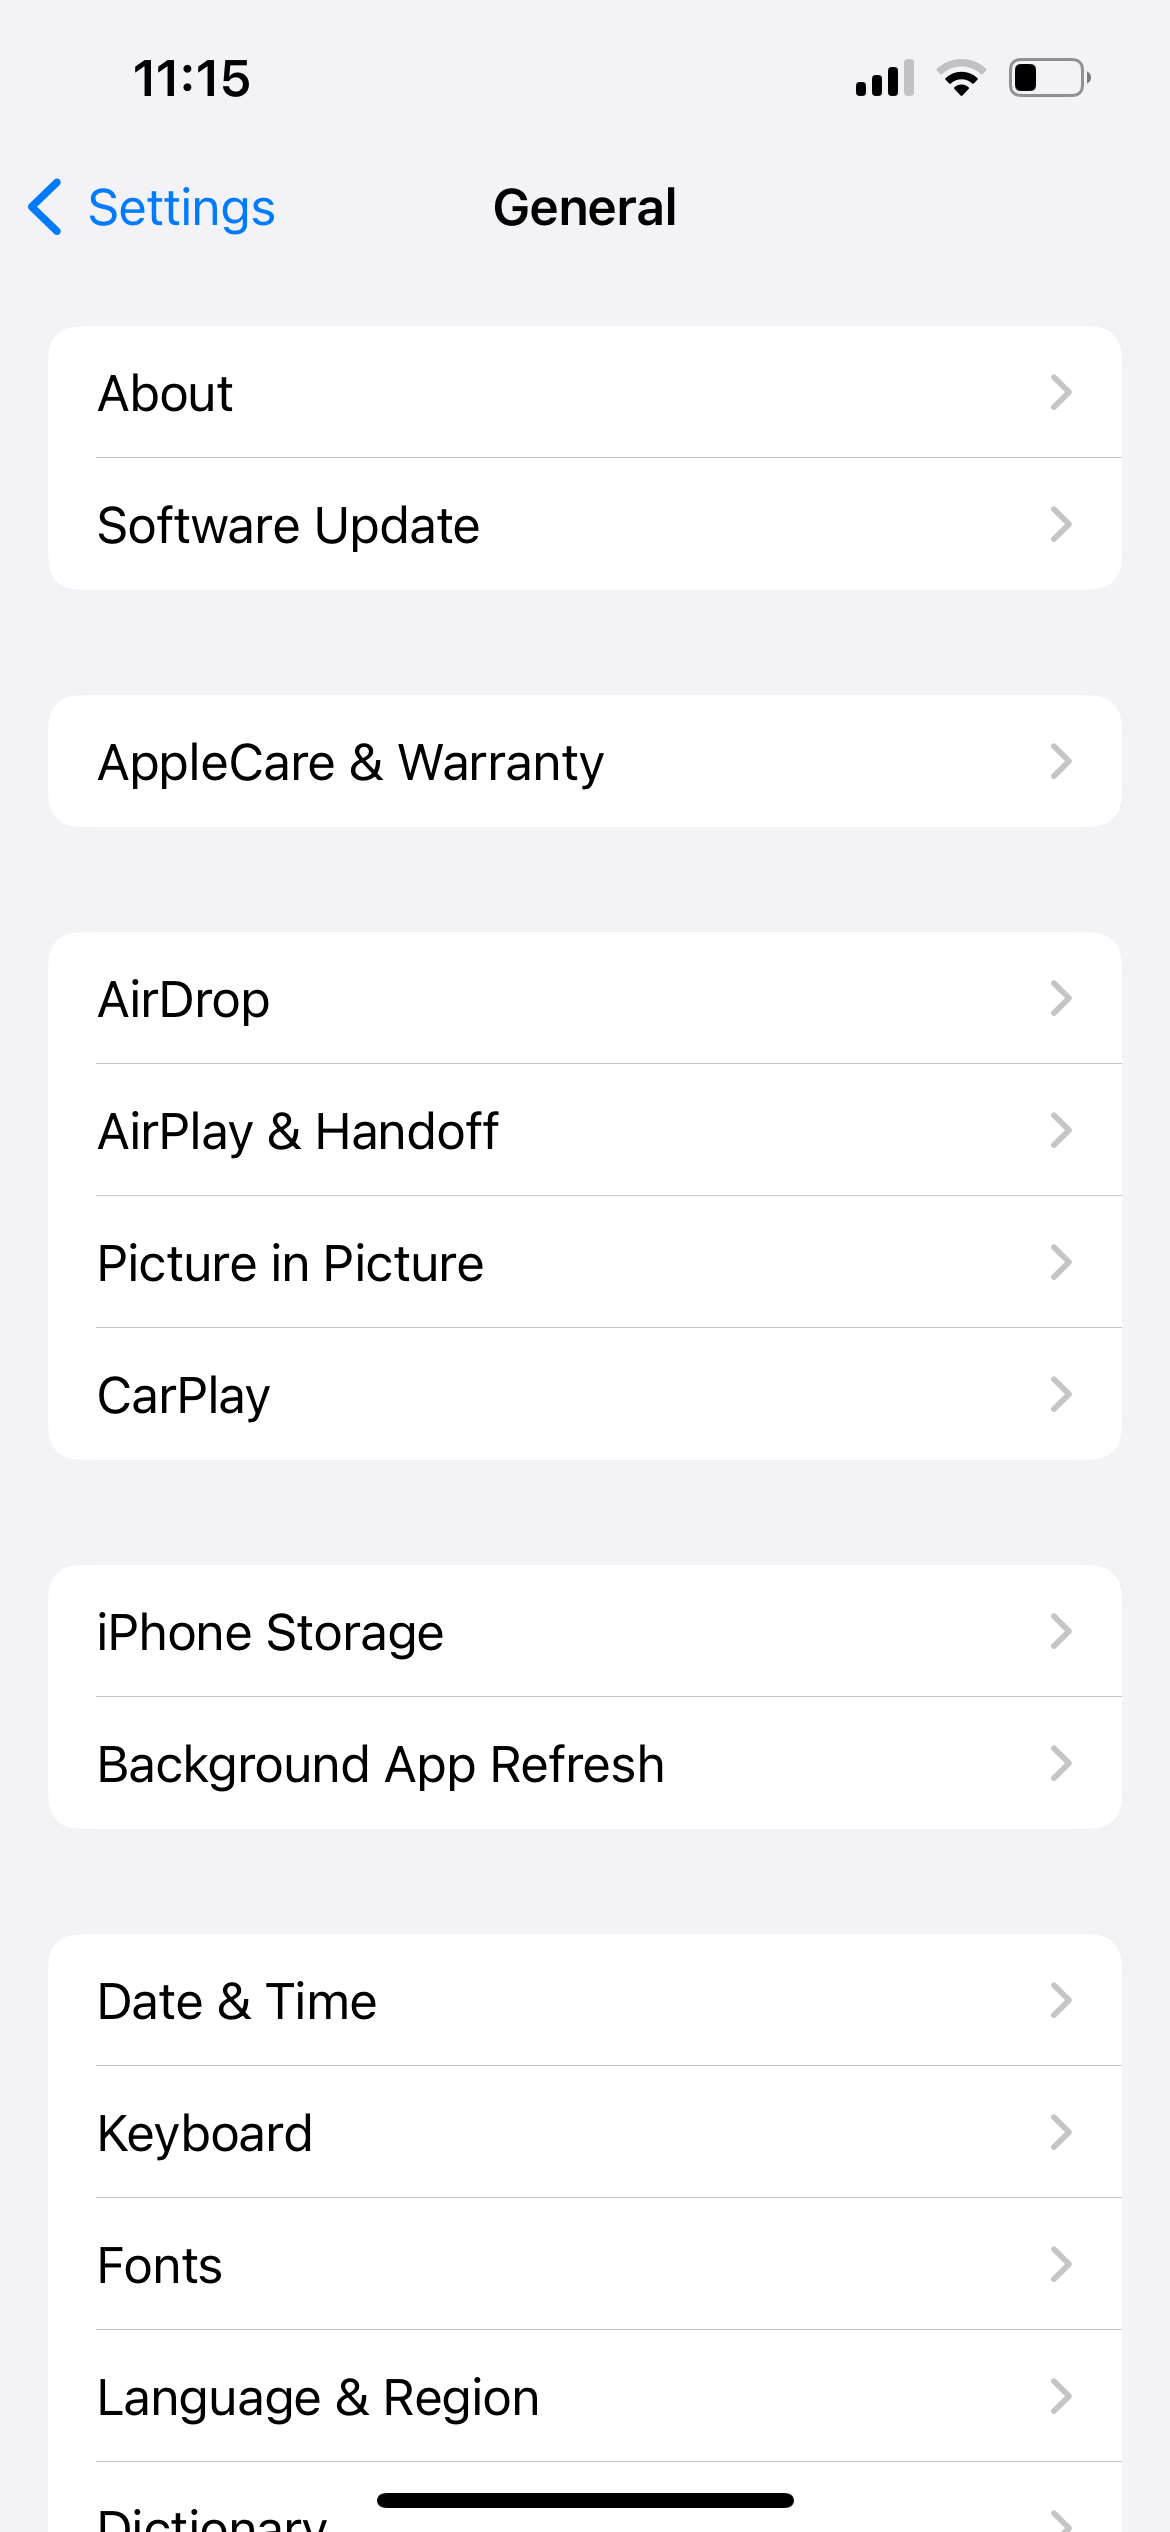 11:15
Settings
General
About
Software Update
AppleCare & Warranty
AirDrop
AirPlay & Handoff
Picture in Picture
CarPlay
iPhone Storage
Background App Refresh
Date & Time
Keyboard
Fonts
Language & Region
Dictionary